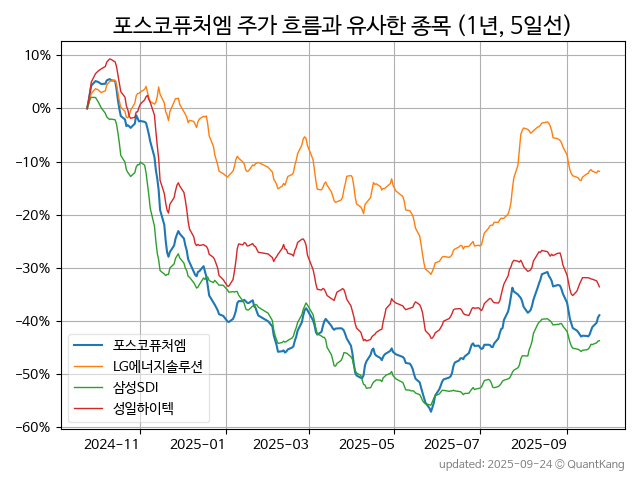 포스코퓨처엠 주가 흐름과 유사한 종목 (1년, 5일선)
10%
0%
−10%
−20%
−30%
−40%
−50%
−60%
포스코퓨처엠
LG에너지솔루션
삼성SDI
성일하이텍
2024-11 2025-01 2025-03 2025-05 2025-07 2025-09
updated: 2025-09-24 © QuantKang